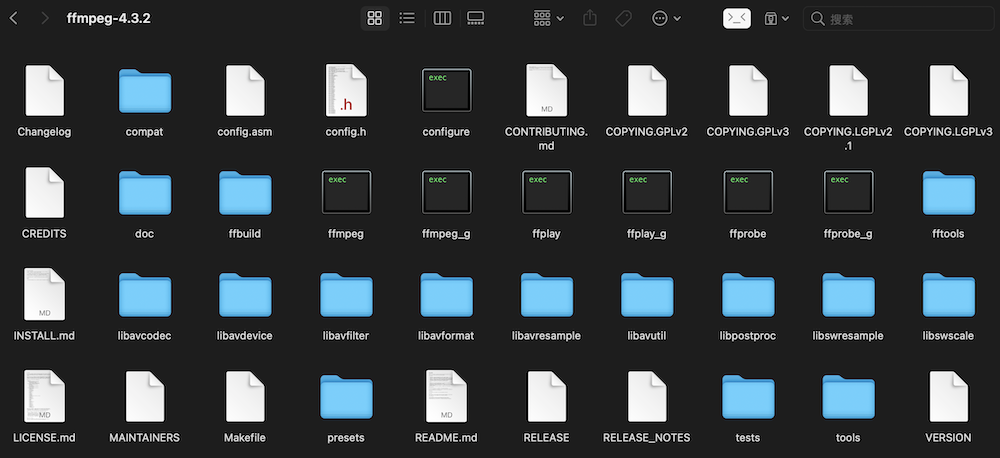 ffmpeg-4.3.2
>_<
搜索
exec
Changelog
compat
config.asm
.h
config.h
configure
MD
CONTRIBUTING.
md
COPYING.GPLv2
COPYING.GPLv3
COPYING.LGPLv2
.1
COPYING.LGPLv3
exec
exec
exec
exec
exec
exec
CREDITS
doc
ffbuild
ffmpeg
ffmpeg_g
ffplay
ffplay_g
ffprobe
ffprobe_g
fftools
MD
INSTALL.md
libavcodec
libavdevice
libavfilter
libavformat
libavresample
libavutil
libpostproc
libswresample
libswscale
MD
LICENSE.md
MAINTAINERS
Makefile
presets
MD
README.md
RELEASE
RELEASE_NOTES
tests
tools
VERSION